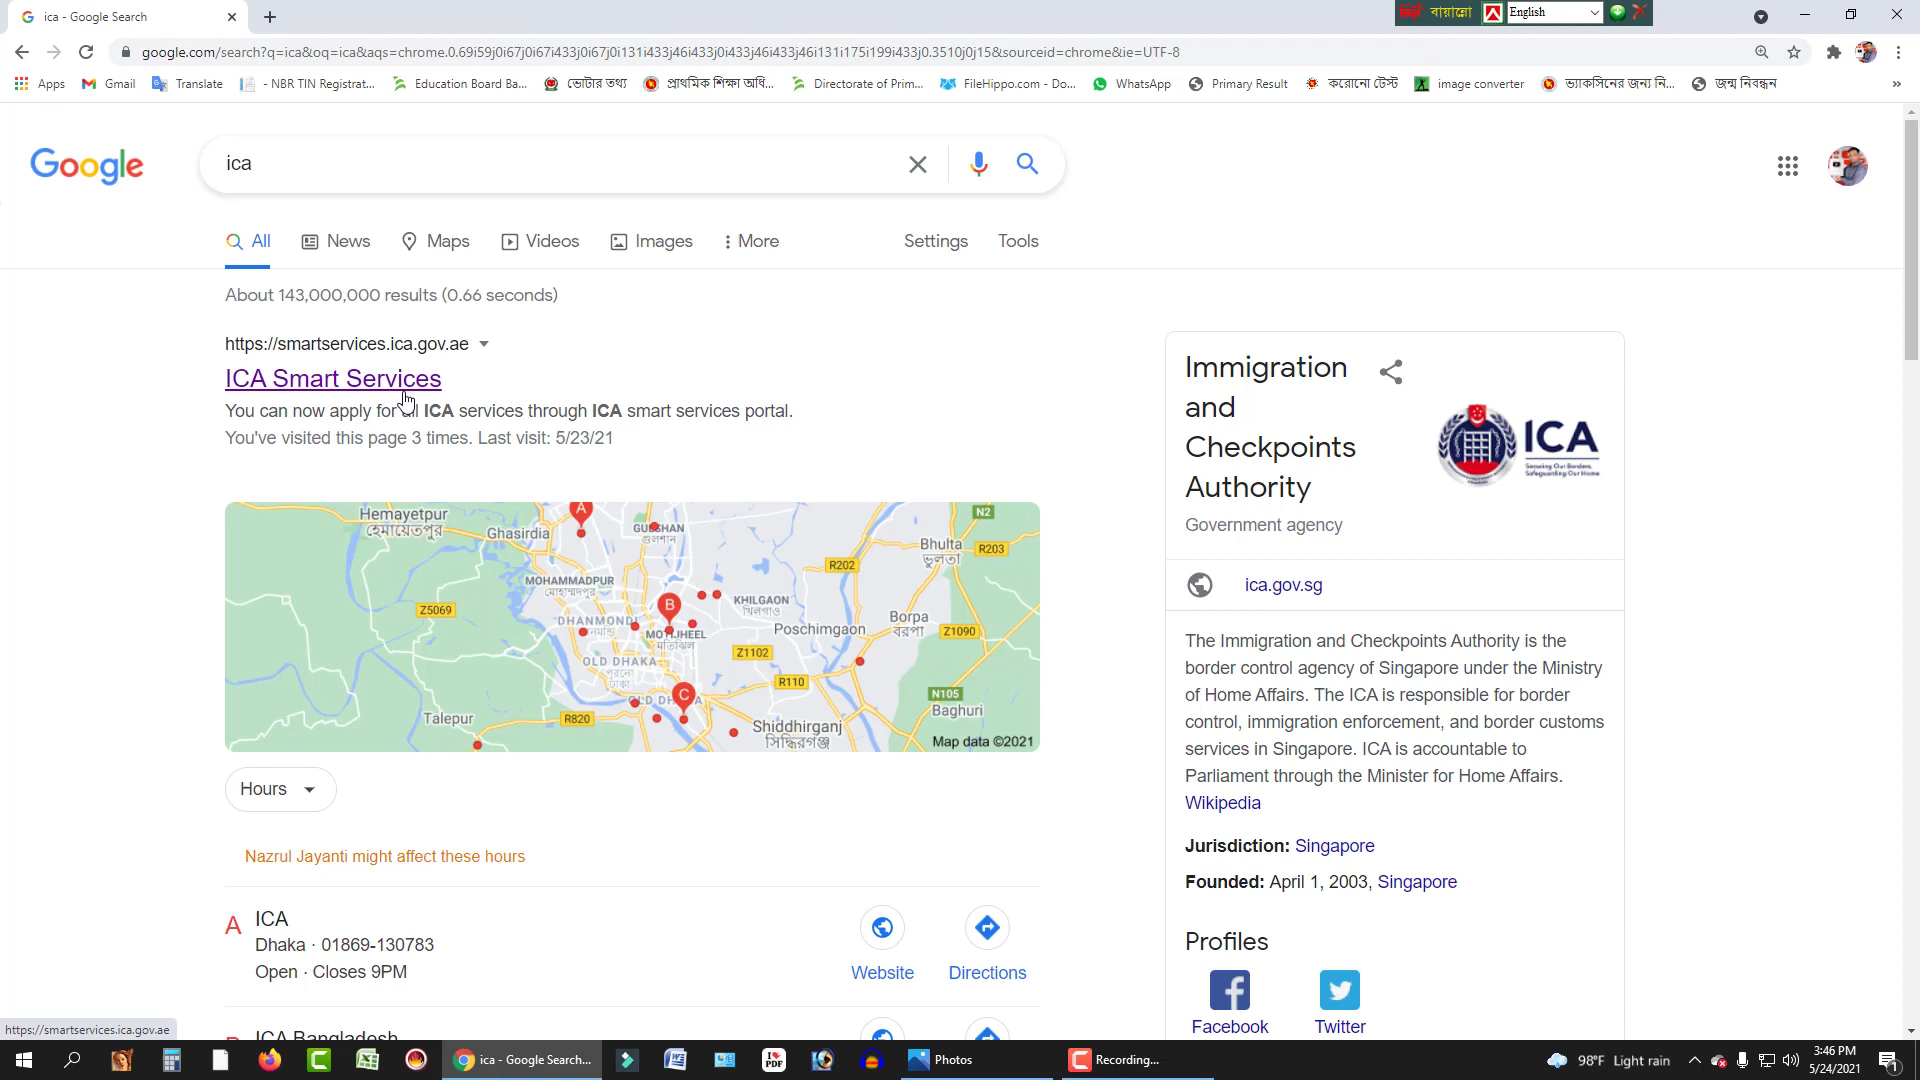 ica - Google Search
English
google.com/search?q=ica&oq=ica&aqs=chrome.0.69i59j0i67j0i67i433j0i67j0i131i433j46i433j0i433j46i433j46i131i175i199i433j0.3510j0j15&sourceid=chrome&ie=UTF-8
Apps
Gmail
Translate
- NBR TIN Registrat...
Education Board Ba...
ভোটার তথ্য
প্রাথমিক শিক্ষা অধি...
Directorate of Prim...
FileHippo.com - Do...
WhatsApp
Primary Result
করোনো টেস্ট
image converter
ভ্যাকসিনের জন্য নি...
জন্ম নিবন্ধন
Google
ica
All
News
Maps
Videos
Images
More
Settings
Tools
About 143,000,000 results (0.66 seconds)
https://smartservices.ica.gov.ae
ICA Smart Services
You can now apply for all ICA services through ICA smart services portal.
You've visited this page 3 times. Last visit: 5/23/21
Hemayetpur
হেমায়েতপুর
Ghasirdia
A
GULSHAN
গুলশান
N2
Bhulta
ভুলতা
R203
R202
MOHAMMADPUR
মোহাম্মদপুর
Z5069
B
KHILGAON
খিলগাও
DHANMONDI
MOTIJHEEL
মতিঝিল
Poschimgaon
Borpa
বরপা
Z1090
OLD DHAKA
পুরানো
ঢাকা
Z1102
R110
C
OLD DHAKA
N105
Baghuri
Talepur
R820
Shiddhirganj
সিদ্ধিরগঞ্জ
Map data ©2021
Hours
Nazrul Jayanti might affect these hours
A
ICA
Dhaka · 01869-130783
Open · Closes 9PM
Website
Directions
ICA Bangladesh
Immigration
and
Checkpoints
Authority
Government agency
ICA
Securing Our Borders,
Safeguarding Our Home
ica.gov.sg
The Immigration and Checkpoints Authority is the
border control agency of Singapore under the Ministry
of Home Affairs. The ICA is responsible for border
control, immigration enforcement, and border customs
services in Singapore. ICA is accountable to
Parliament through the Minister for Home Affairs.
Wikipedia
Jurisdiction: Singapore
Founded: April 1, 2003, Singapore
Profiles
Facebook
Twitter
https://smartservices.ica.gov.ae
ica - Google Search...
Photos
Recording...
98°F Light rain
3:46 PM
5/24/2021
1